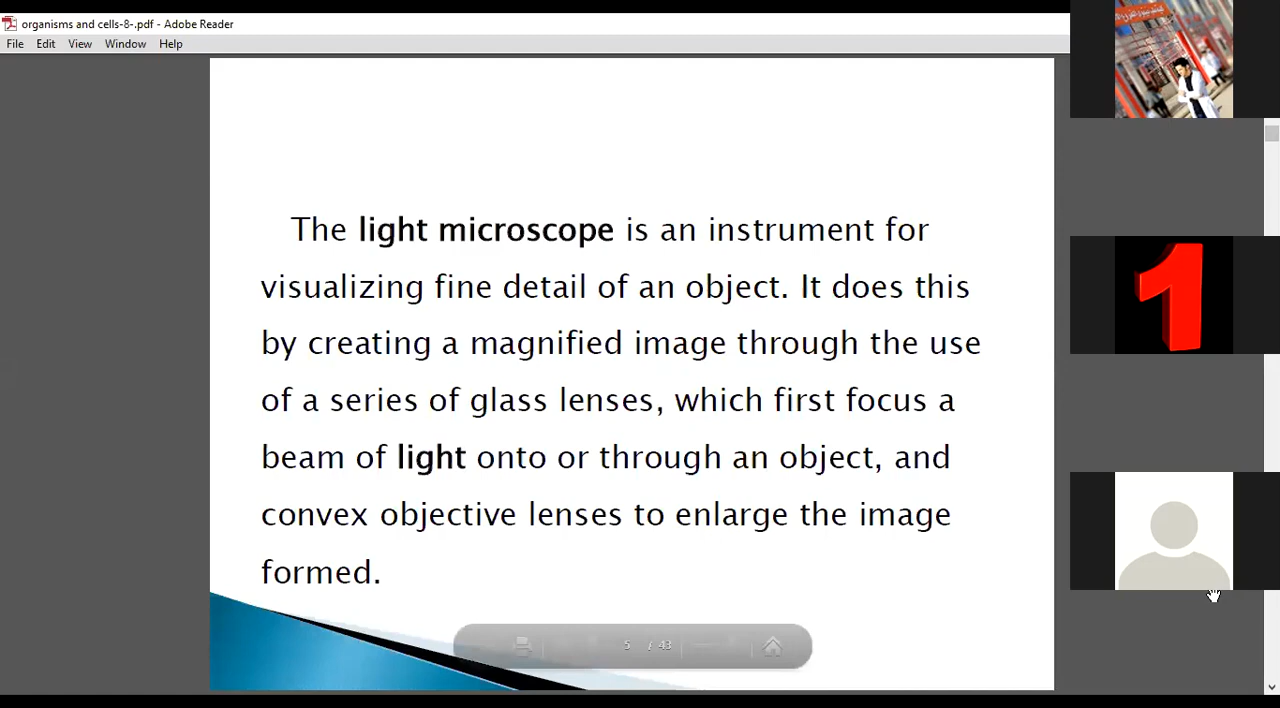 organisms and cells-8-.pdf - Adobe Reader
File Edit View Window Help
The light microscope is an instrument for
visualizing fine detail of an object. It does this
by creating a magnified image through the use
of a series of glass lenses, which first focus a
beam of light onto or through an object, and
convex objective lenses to enlarge the image
formed.
5 / 43
1